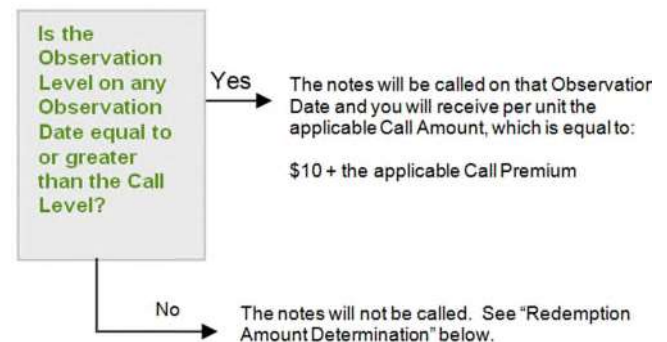 Is the
Observation
Level on any
Observation
Date equal to
or greater
than the Call
Level?
Yes
The notes will be called on that Observation
Date and you will receive per unit the
applicable Call Amount, which is equal to:
$10 + the applicable Call Premium
No
The notes will not be called. See “Redemption
Amount Determination” below.